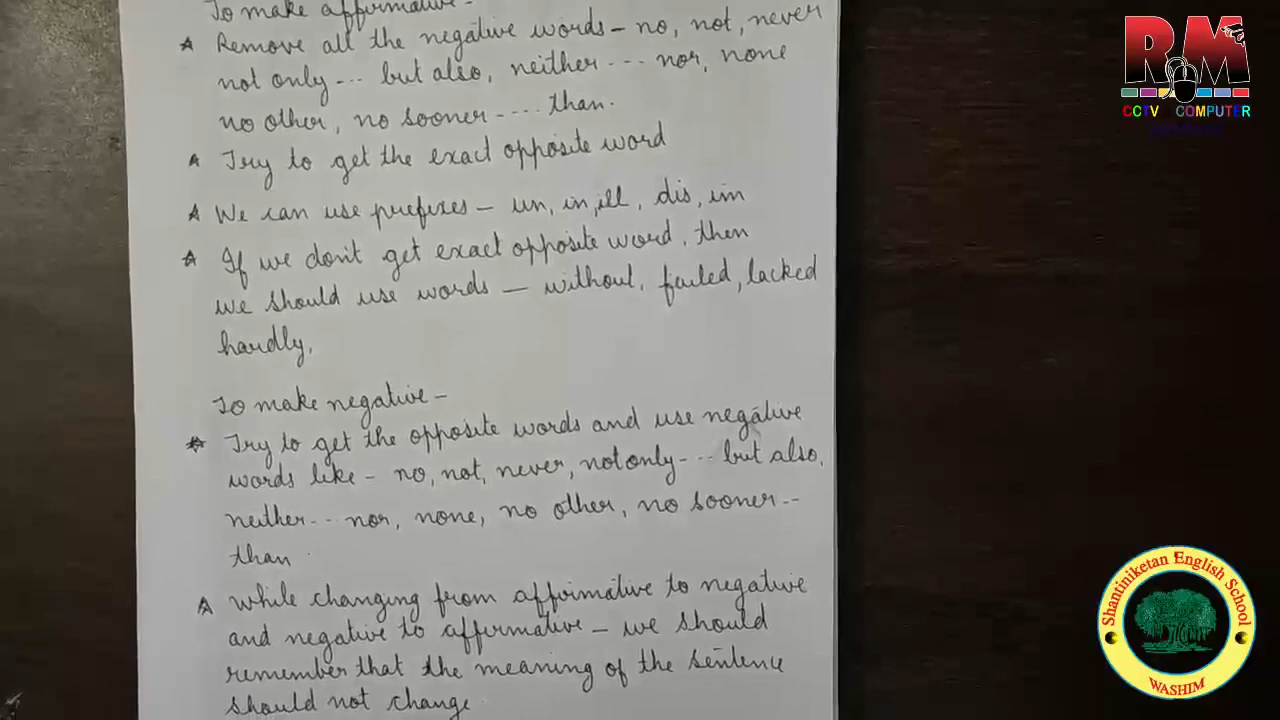 To make affirmative -
Remove all the negative words - no, not, never
not only --- but also, neither --- nor, none
no other, no sooner ---- than.
Try to get the exact opposite word
We can use prefixes - un, in, ill, dis, im
If we don't get exact opposite word, then
we should use words - without, failed, lacked
hardly,
To make negative -
Try to get the opposite words and use negative
words like - no, not, never, not only --- but also,
neither --- nor, none, no other, no sooner --
than
while changing from affirmative to negative
and negative to affirmative - we should
remember that the meaning of the sentence
should not change
RM
CCTV COMPUTER
Shantiniketan English School
WASHIM